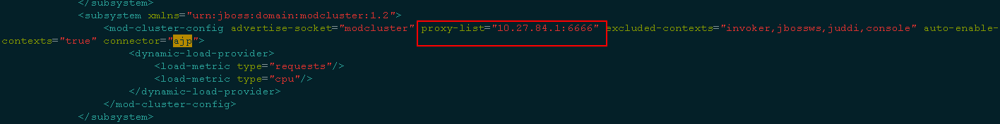 </subsystem>
<subsystem xmlns="urn:jboss:domain:modcluster:1.2">
<mod-cluster-config advertise-socket="modcluster" proxy-list="10.27.84.1:6666" excluded-contexts="invoker,jbossws,juddi,console" auto-enable-
contexts="true" connector="ajp">
<dynamic-load-provider>
<load-metric type="requests"/>
<load-metric type="cpu"/>
</dynamic-load-provider>
</mod-cluster-config>
</subsystem>